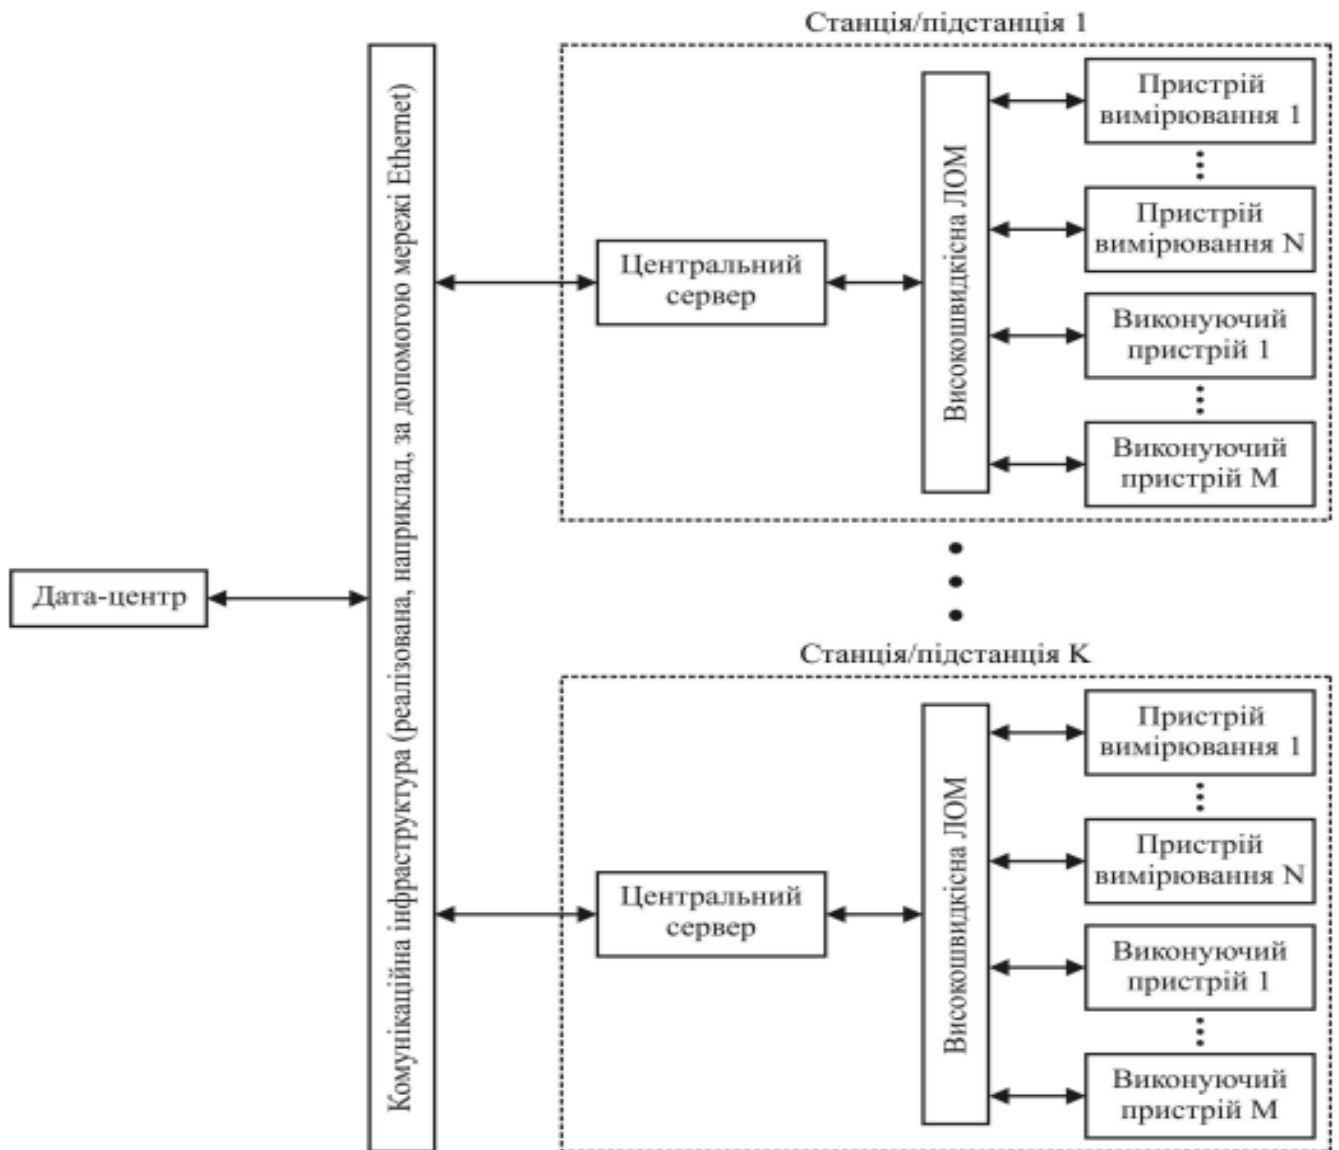 Станція/підстанція 1
Пристрій
вимірювання 1
Пристрій
вимірювання N
Виконуючий
пристрій 1
Виконуючий
пристрій M
Високошвидкісна ЛОМ
Центральний
сервер
Комунікаційна інфраструктура (реалізована, наприклад, за допомогою мережі Ethernet)
Дата-центр
Станція/підстанція K
Пристрій
вимірювання 1
Пристрій
вимірювання N
Виконуючий
пристрій 1
Виконуючий
пристрій M
Високошвидкісна ЛОМ
Центральний
сервер